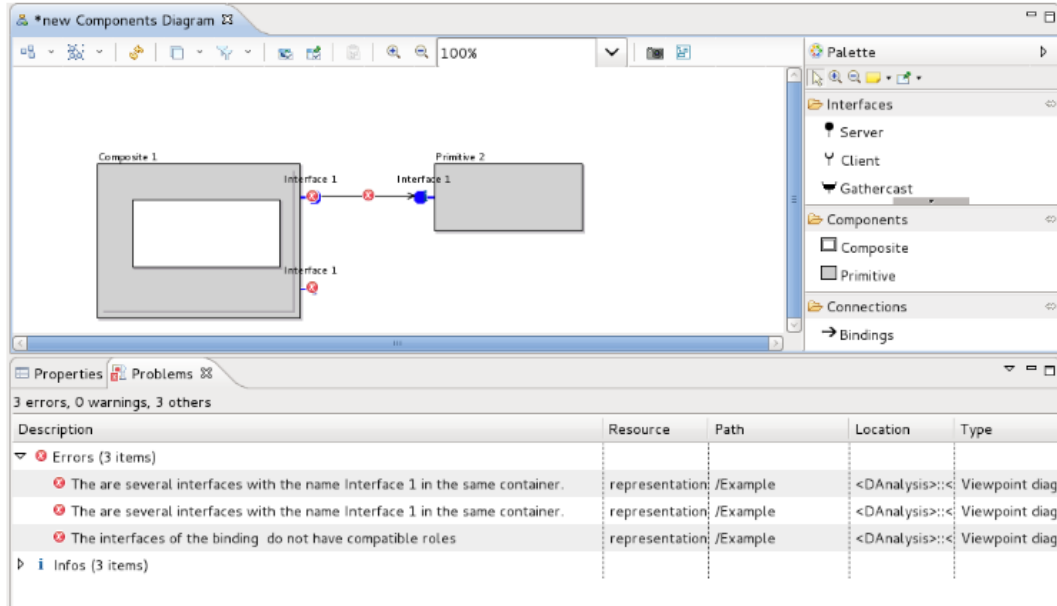 *new Components Diagram
100%
Palette
Interfaces
Server
Client
Gathercast
Components
Composite
Primitive
Connections
Bindings
Composite 1
Interface 1
Interface 1
Primitive 2
Interface 1
Properties Problems
3 errors, 0 warnings, 3 others
Description Resource Path Location Type
Errors (3 items)
The are several interfaces with the name Interface 1 in the same container. representation /Example <DAnalysis>::< Viewpoint diag
The are several interfaces with the name Interface 1 in the same container. representation /Example <DAnalysis>::< Viewpoint diag
The interfaces of the binding do not have compatible roles representation /Example <DAnalysis>::< Viewpoint diag
i Infos (3 items)